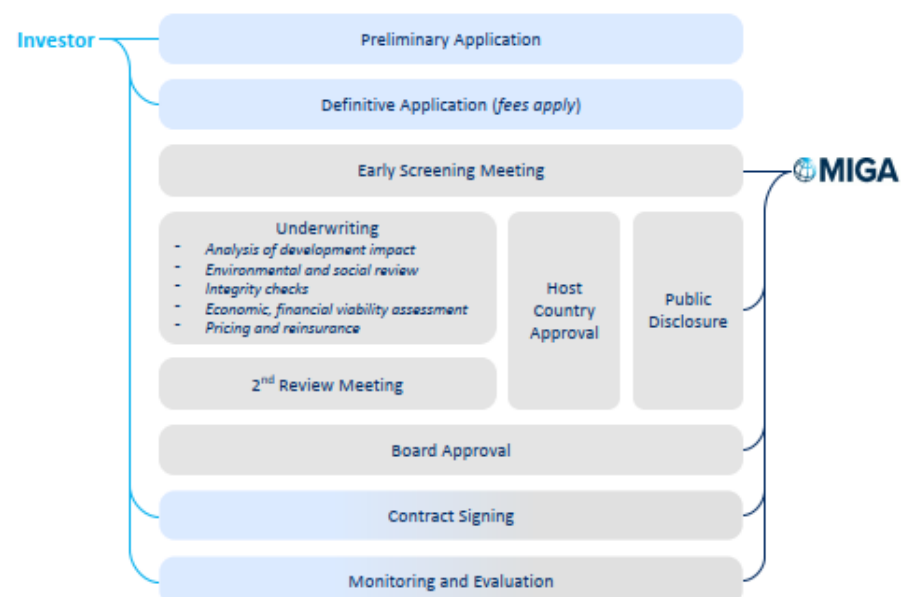 Investor
Preliminary Application
Definitive Application (fees apply)
Early Screening Meeting
MIGA
Underwriting
- Analysis of development impact
- Environmental and social review
- Integrity checks
- Economic, financial viability assessment
- Pricing and reinsurance
Host
Country
Approval
Public
Disclosure
2nd Review Meeting
Board Approval
Contract Signing
Monitoring and Evaluation